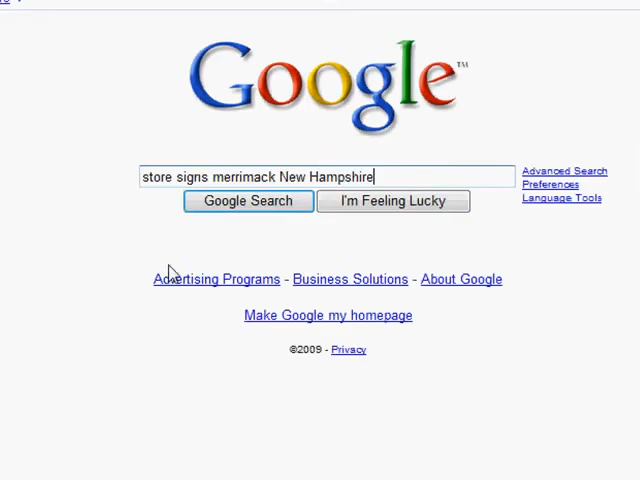 Google™
store signs merrimack New Hampshire
Advanced Search
Preferences
Language Tools
Google Search
I'm Feeling Lucky
Advertising Programs - Business Solutions - About Google
Make Google my homepage
©2009 - Privacy